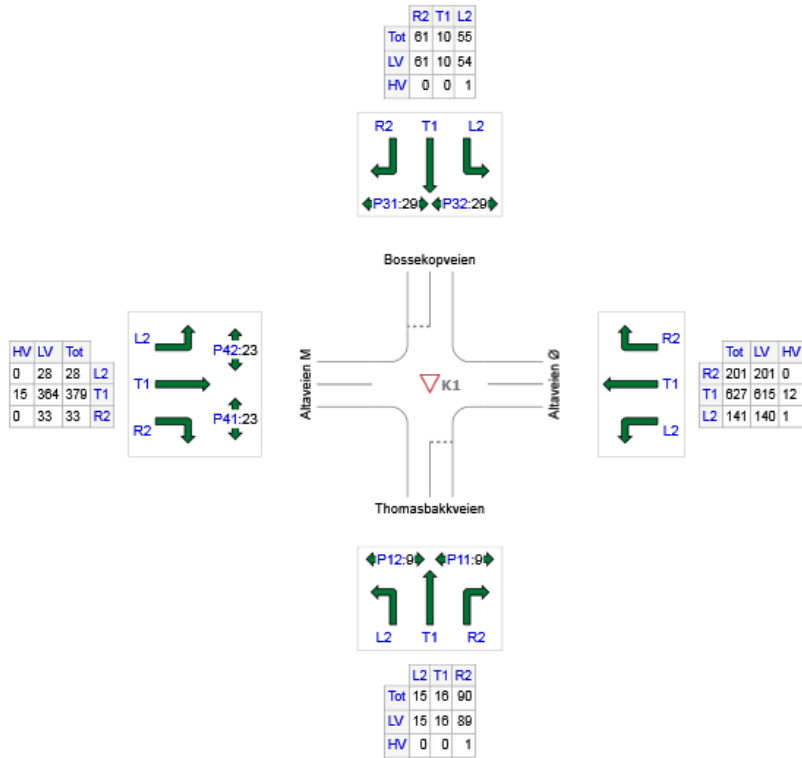 R2 T1 L2
Tot 61 10 55
LV 61 10 54
HV 0 0 1
R2 T1 L2
P31:29 P32:29
Bossekopveien
HV LV Tot
0 28 28 L2
15 364 379 T1
0 33 33 R2
L2
P42:23
T1
P41:23
R2
Altaveien M
K1
Altaveien Ø
R2
T1
L2
Tot LV HV
R2 201 201 0
T1 627 615 12
L2 141 140 1
Thomasbakkveien
P12:9 P11:9
L2 T1 R2
L2 T1 R2
Tot 15 16 90
LV 15 16 89
HV 0 0 1